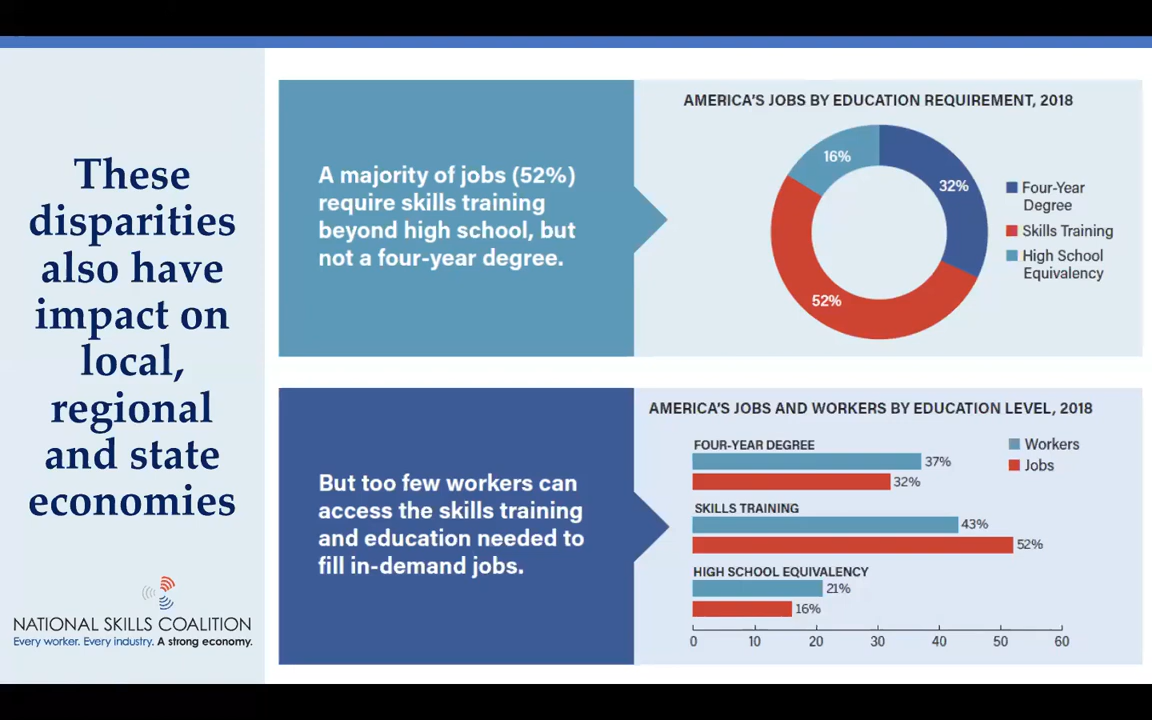 These
disparities
also have
impact on
local,
regional
and state
economies
NATIONAL SKILLS COALITION
Every worker. Every industry. A strong economy.
A majority of jobs (52%)
require skills training
beyond high school, but
not a four-year degree.
AMERICA'S JOBS BY EDUCATION REQUIREMENT, 2018
16%
32%
52%
Four-Year
Degree
Skills Training
High School
Equivalency
But too few workers can
access the skills training
and education needed to
fill in-demand jobs.
AMERICA'S JOBS AND WORKERS BY EDUCATION LEVEL, 2018
Workers
Jobs
FOUR-YEAR DEGREE
37%
32%
SKILLS TRAINING
43%
52%
HIGH SCHOOL EQUIVALENCY
21%
16%
0 10 20 30 40 50 60